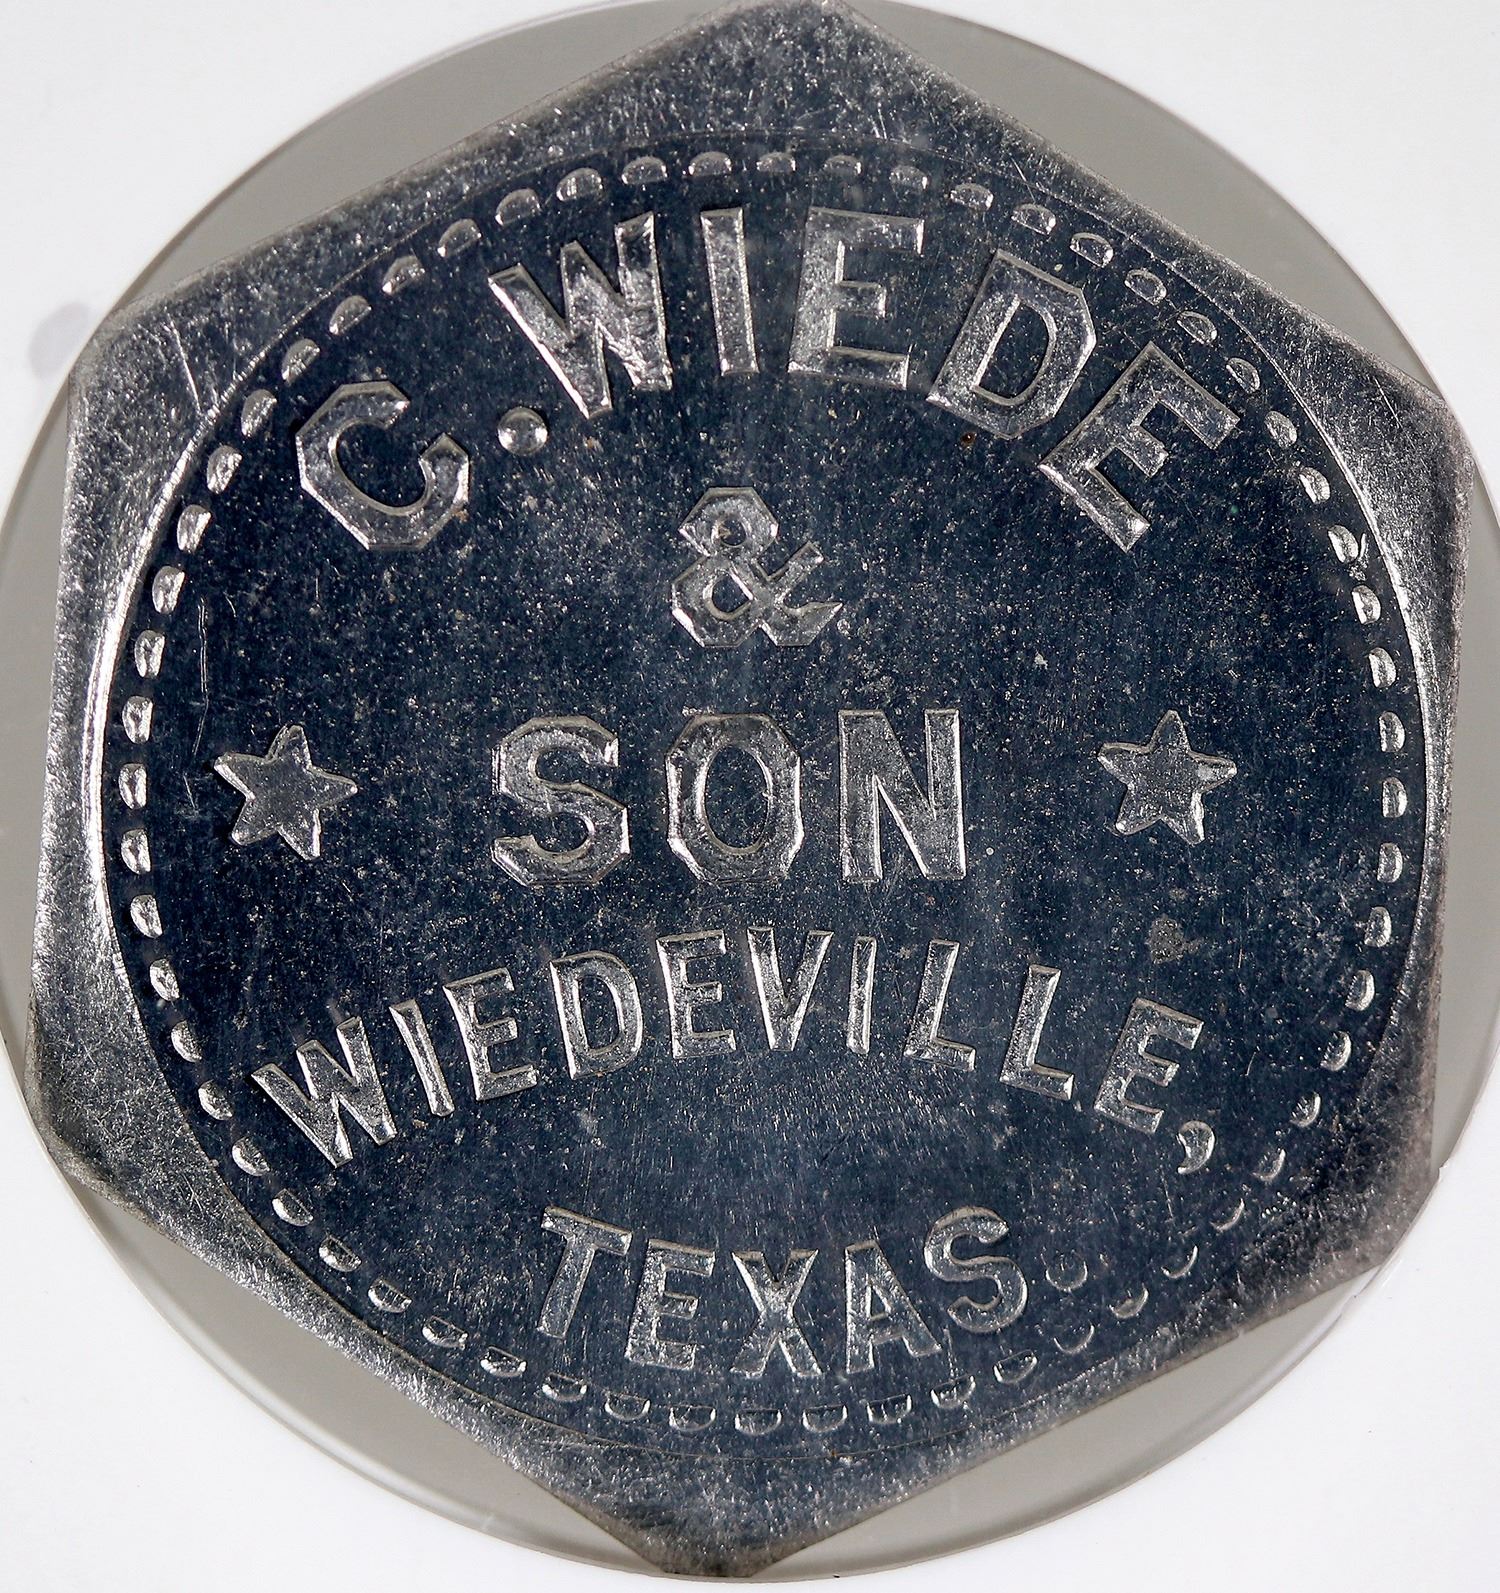 C. WIEDE
&
SON
WIEDEVILLE,
TEXAS.